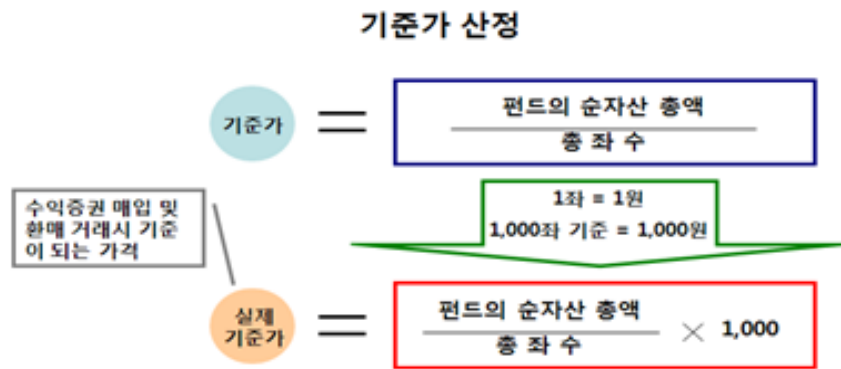 기준가 산정
기준가
=
펀드의 순자산 총액
총 좌 수
1좌 = 1원
1,000좌 기준 = 1,000원
수익증권 매입 및
환매 거래시 기준
이 되는 가격
실제
기준가
=
펀드의 순자산 총액
총 좌 수
× 1,000